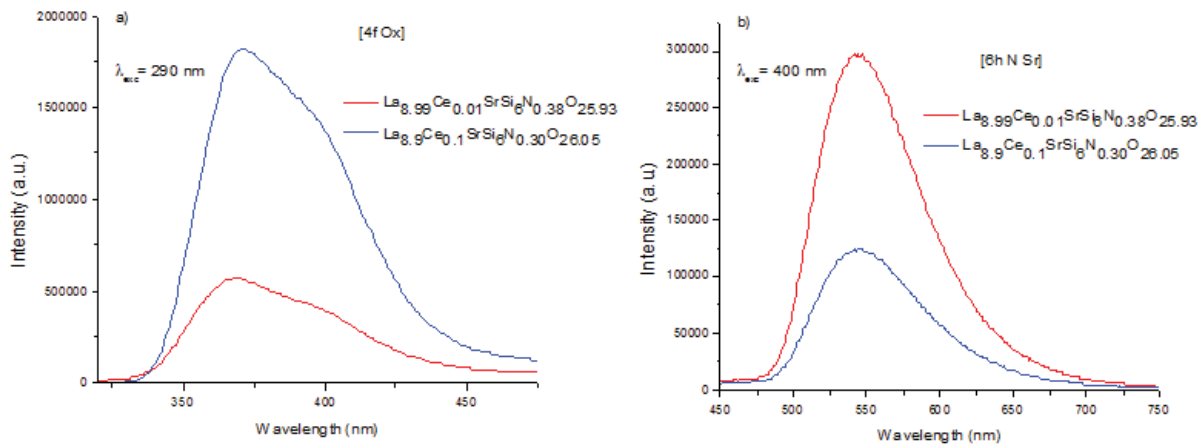 a)
[4f Ox]
λexc= 290 nm
La8.99Ce0.01SrSi6N0.38O25.93
La8.9Ce0.1SrSi6N0.30O26.05
2000000
1500000
1000000
500000
0
Intensity (a.u.)
350 400 450
Wavelength (nm)
b)
[6h N Sr]
λexc= 400 nm
La8.99Ce0.01SrSi6N0.38O25.93
La8.9Ce0.1SrSi6N0.30O26.05
300000
250000
200000
150000
100000
50000
0
Intensity (a.u)
450 500 550 600 650 700 750
Wavelength (nm)